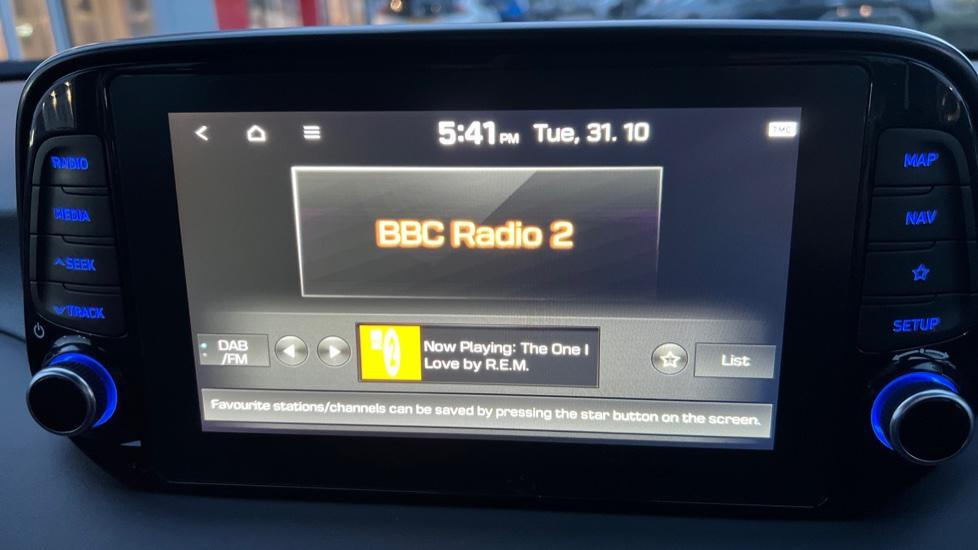 5:41 PM Tue, 31. 10
TMC
RADIO
MEDIA
SEEK
TRACK
MAP
NAV
SETUP
BBC Radio 2
DAB
/FM
BBC
2
Now Playing: The One I
Love by R.E.M.
List
Favourite stations/channels can be saved by pressing the star button on the screen.